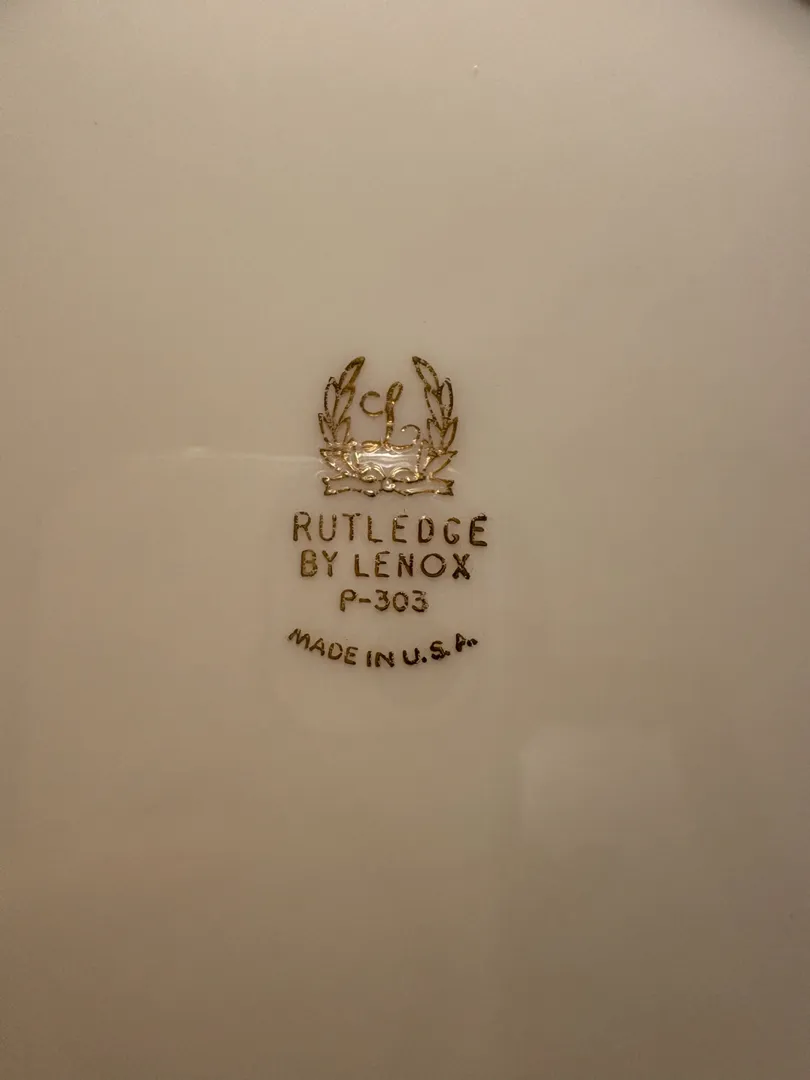 L
RUTLEDGE
BY LENOX
P-303
MADE IN U.S.A.